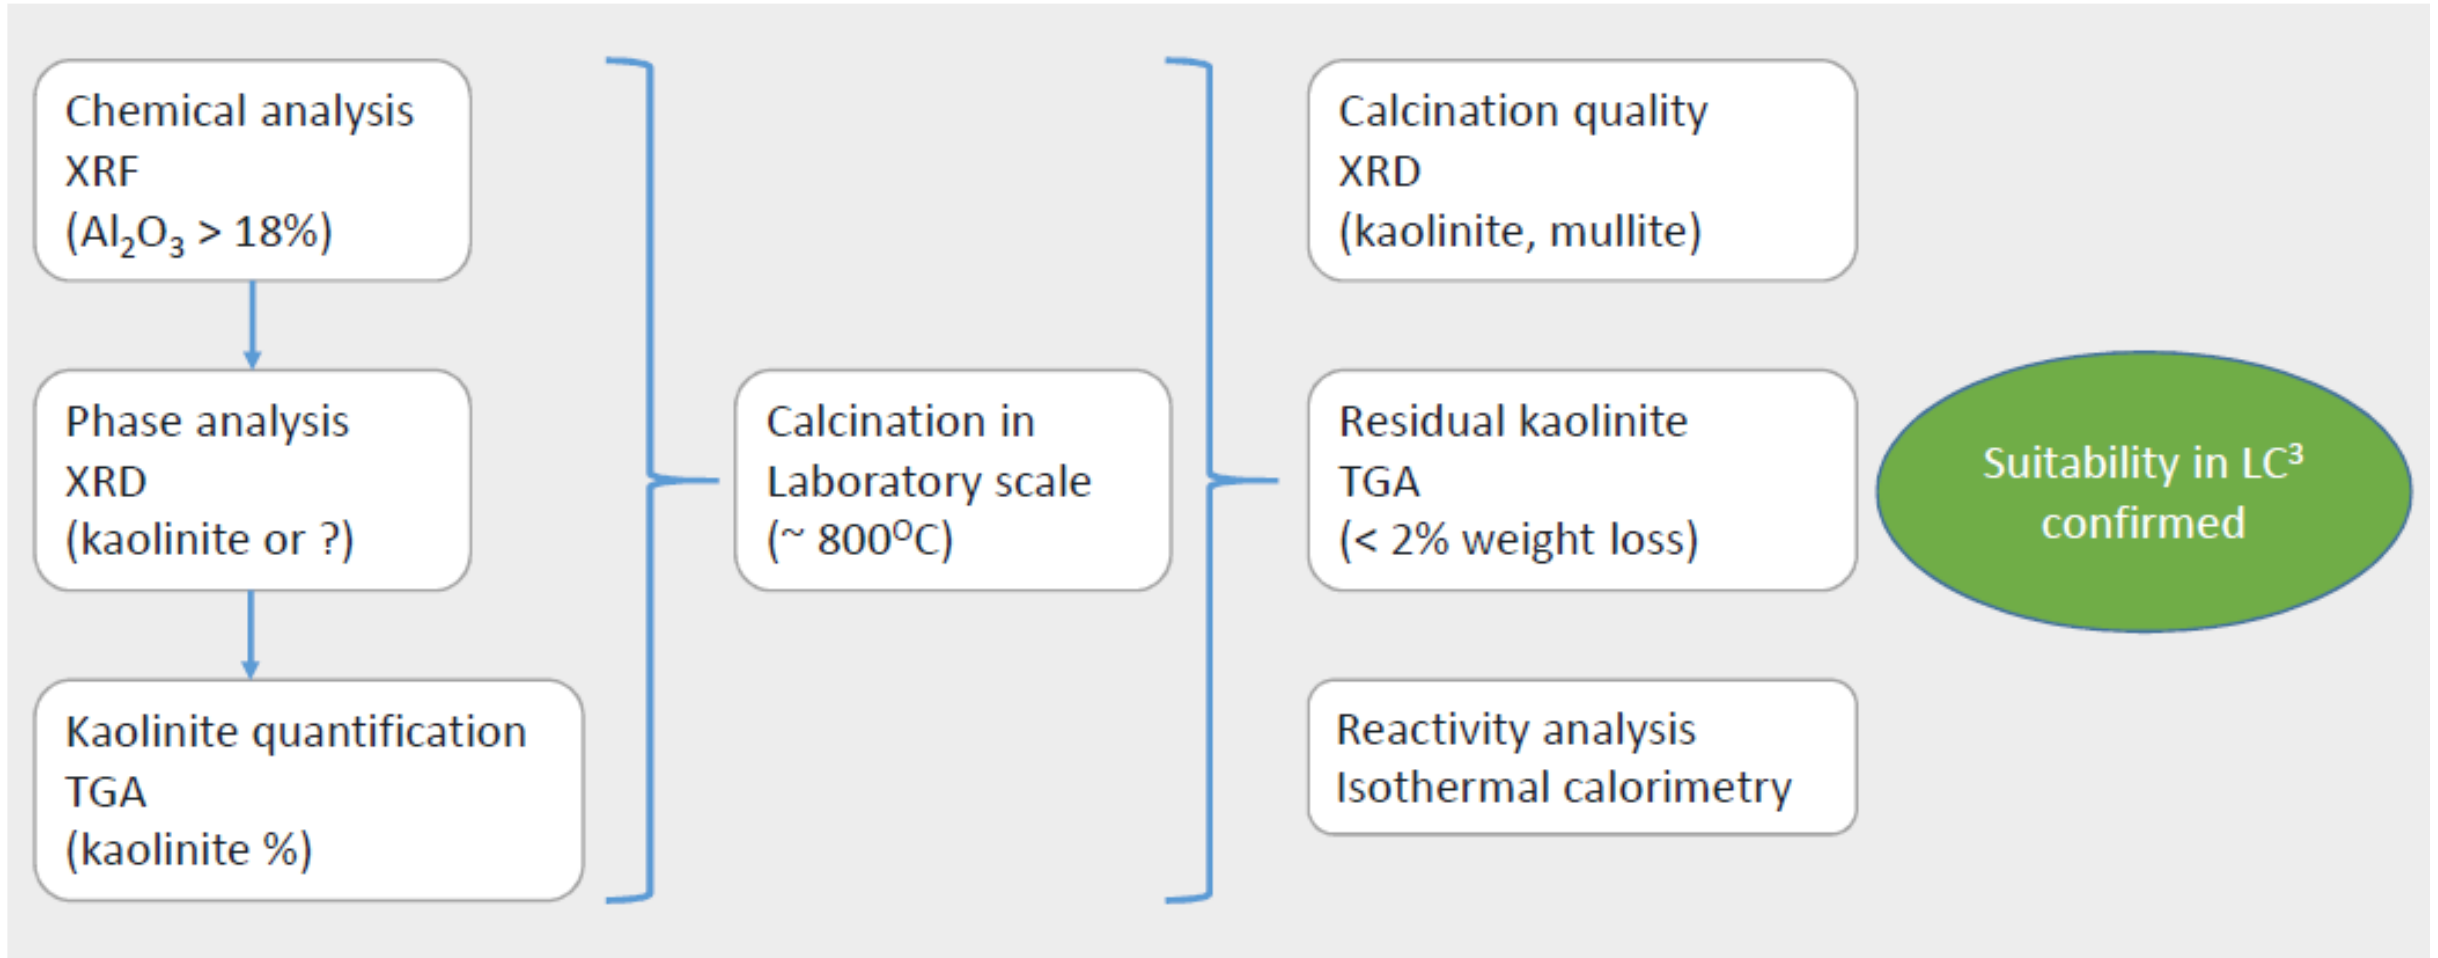 Chemical analysis
XRF
(Al₂O₃ > 18%)
Phase analysis
XRD
(kaolinite or ?)
Kaolinite quantification
TGA
(kaolinite %)
Calcination in
Laboratory scale
(~ 800ᴼC)
Calcination quality
XRD
(kaolinite, mullite)
Residual kaolinite
TGA
(< 2% weight loss)
Reactivity analysis
Isothermal calorimetry
Suitability in LC³
confirmed